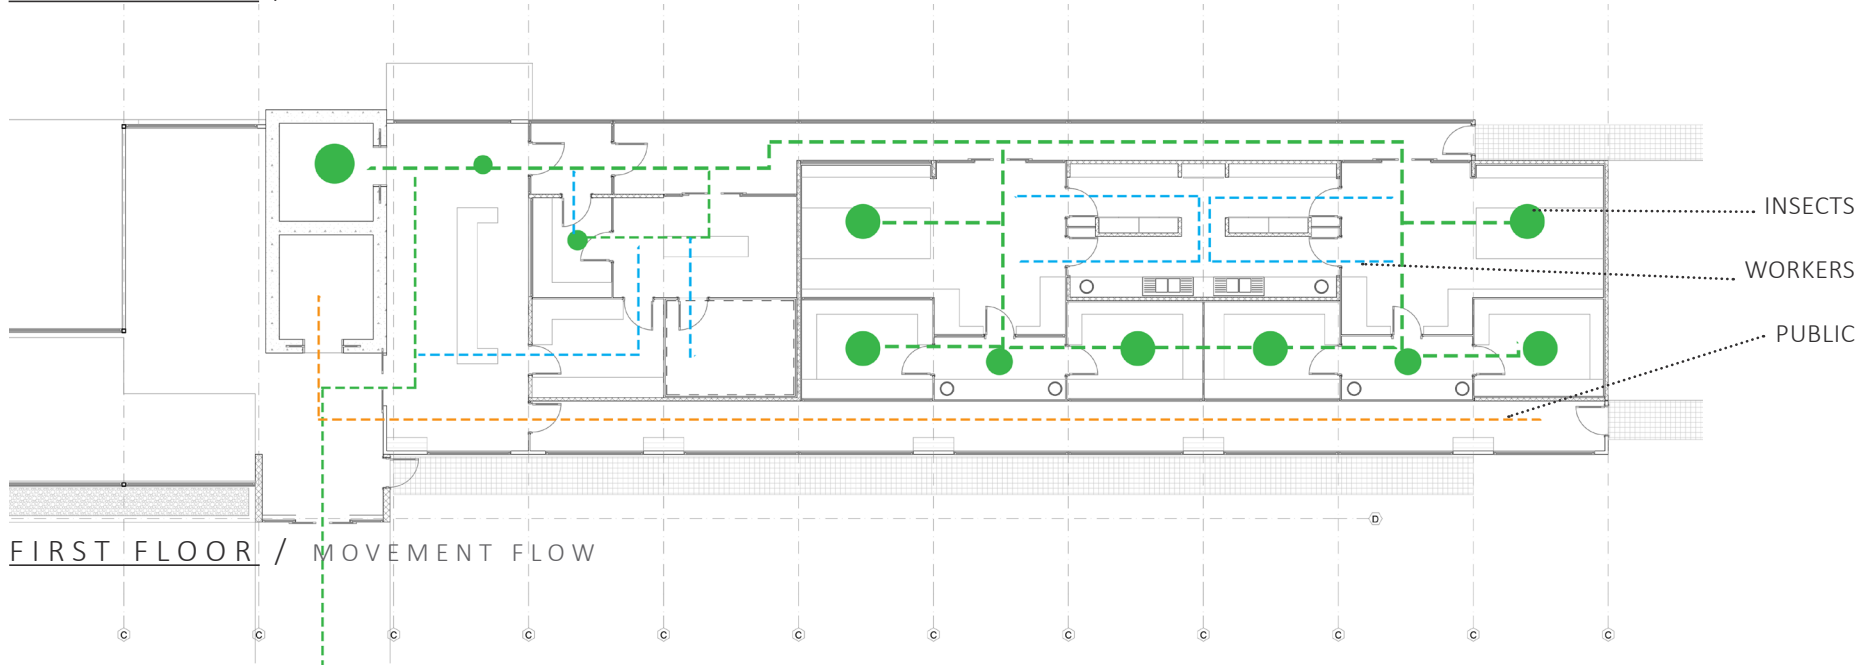 INSECTS
WORKERS
PUBLIC
D
FIRST FLOOR / MOVEMENT FLOW
C C C C C C C C C C C C